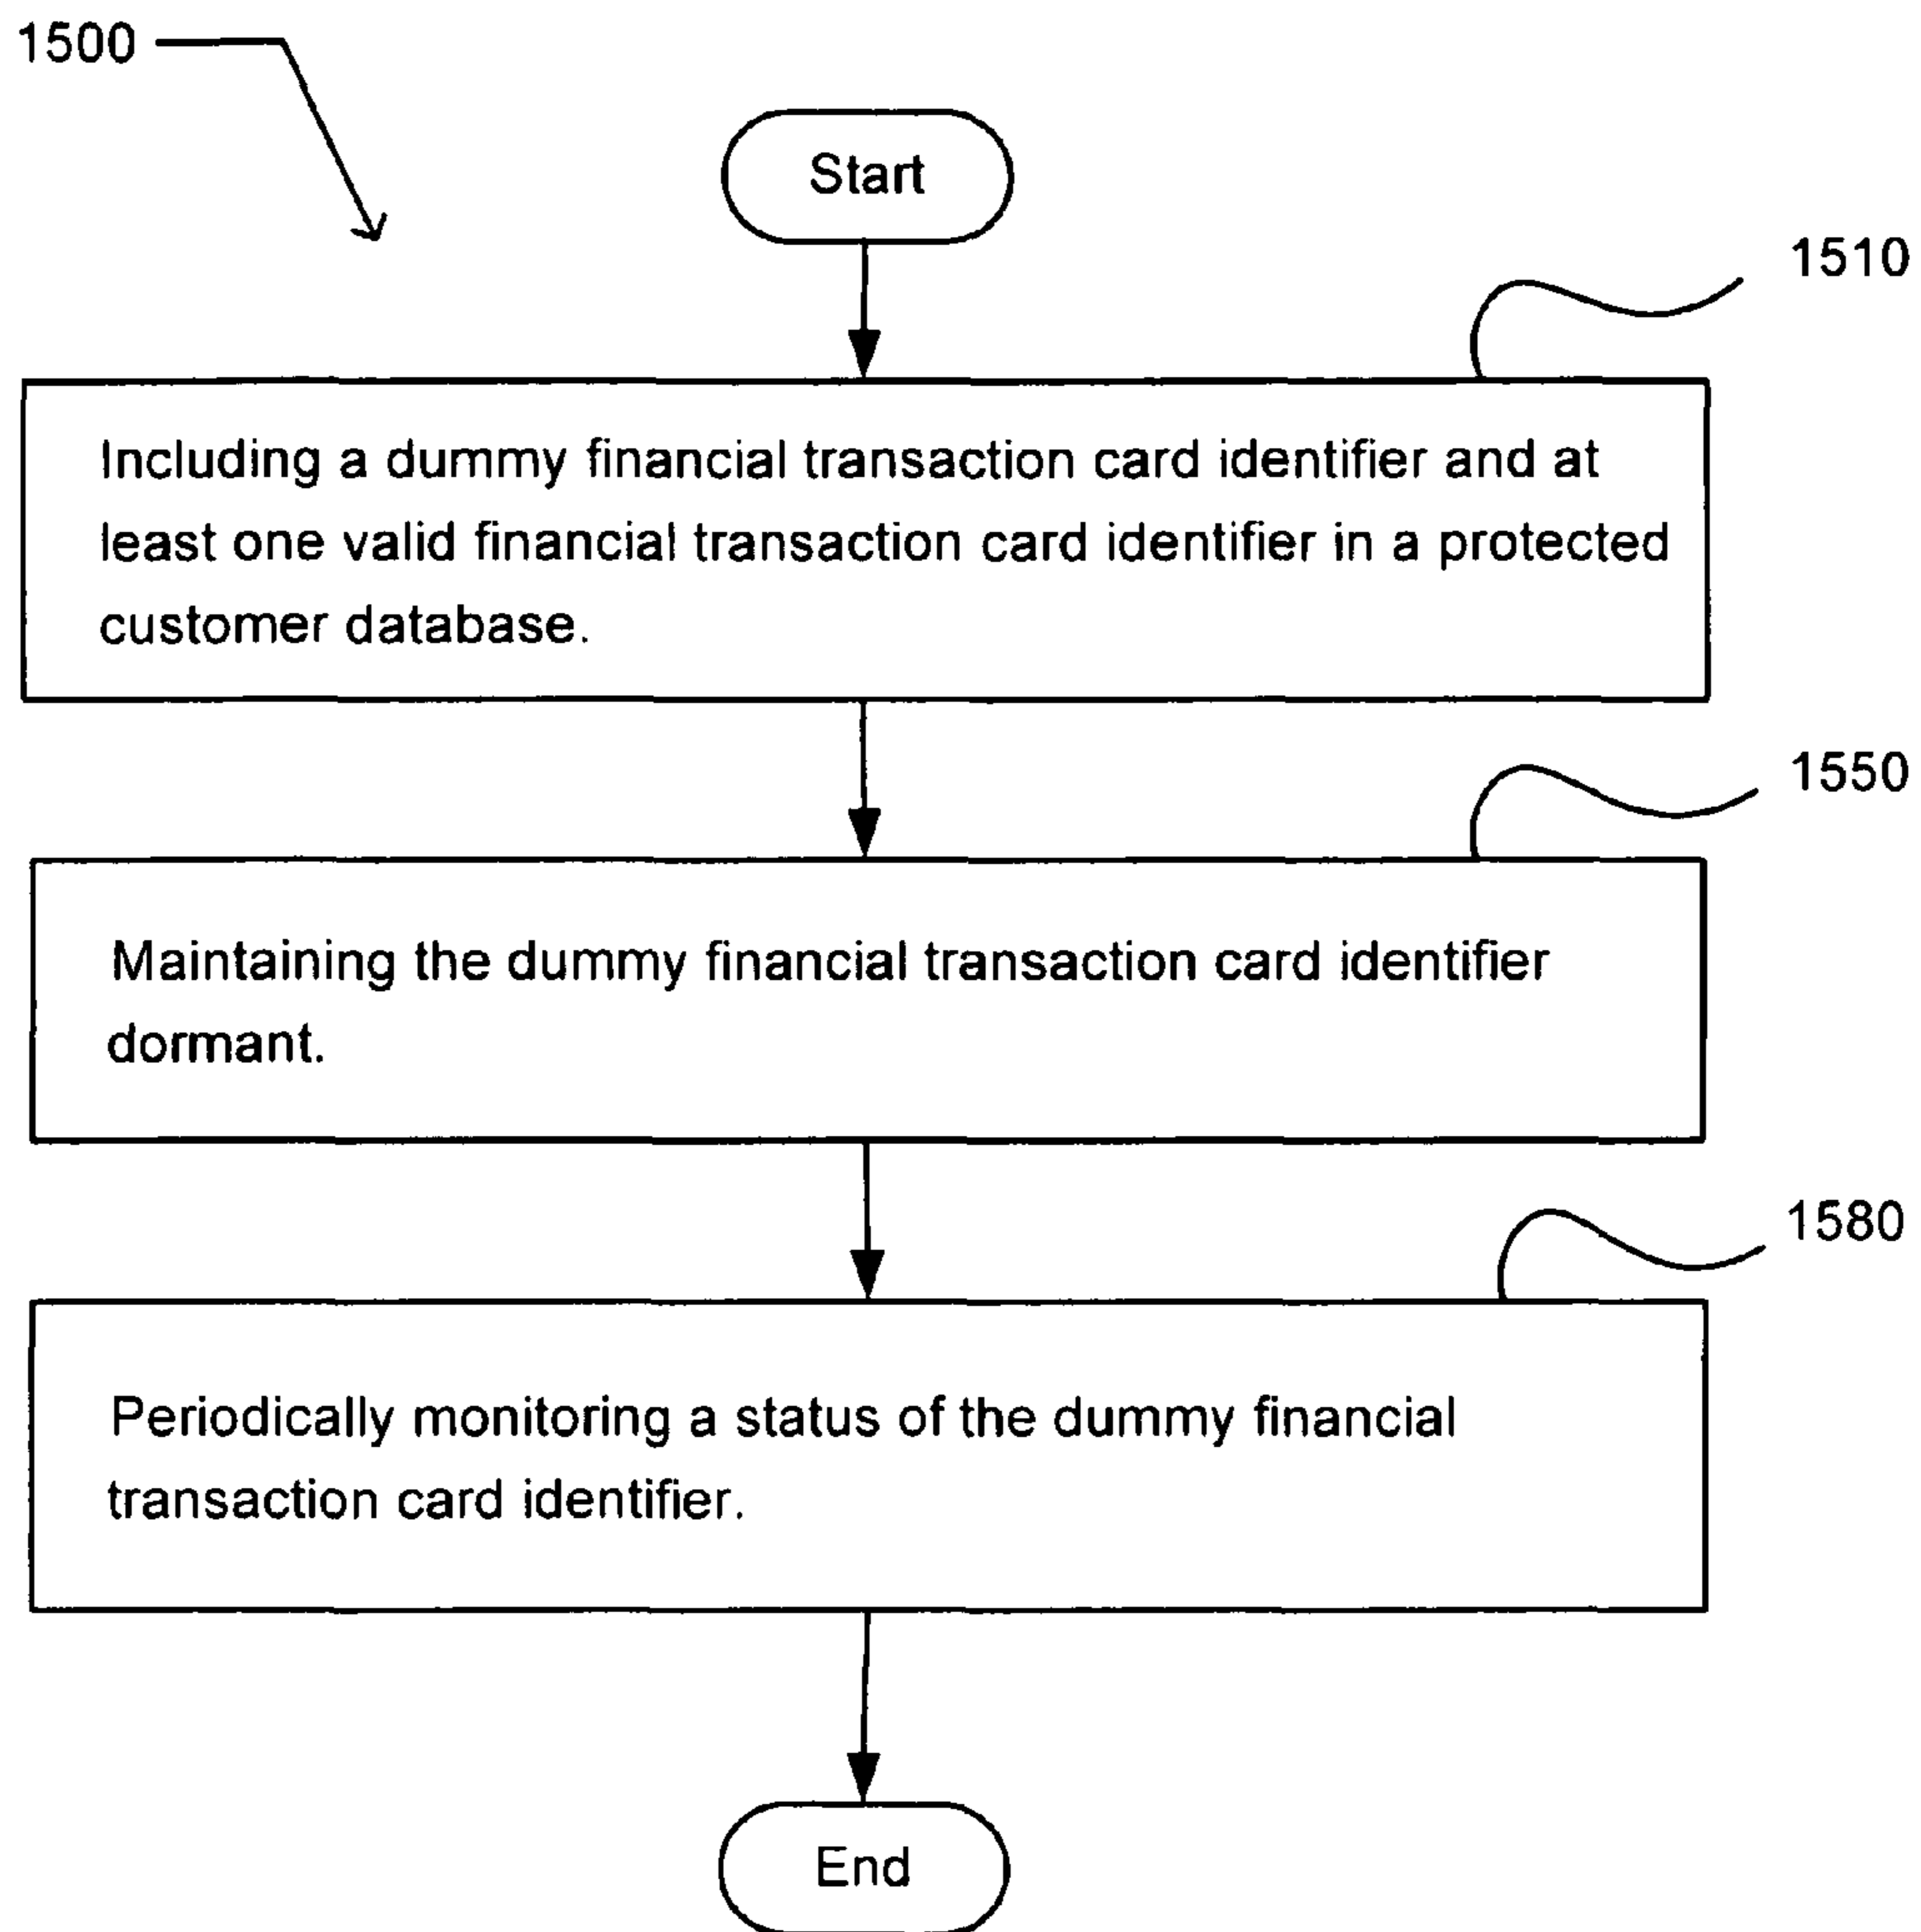 1500
Start
1510
Including a dummy financial transaction card identifier and at
least one valid financial transaction card identifier in a protected
customer database.
1550
Maintaining the dummy financial transaction card identifier
dormant.
1580
Periodically monitoring a status of the dummy financial
transaction card identifier.
End